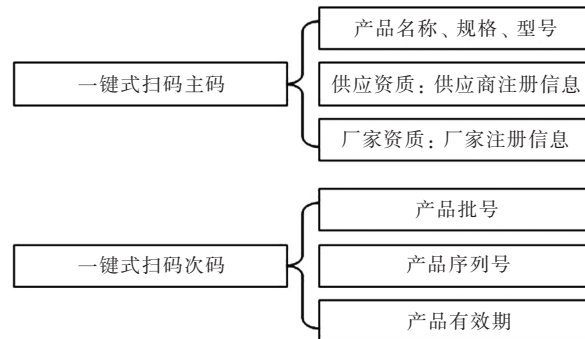 产品名称、规格、型号
一键式扫码主码
供应资质：供应商注册信息
厂家资质：厂家注册信息
产品批号
一键式扫码次码
产品序列号
产品有效期